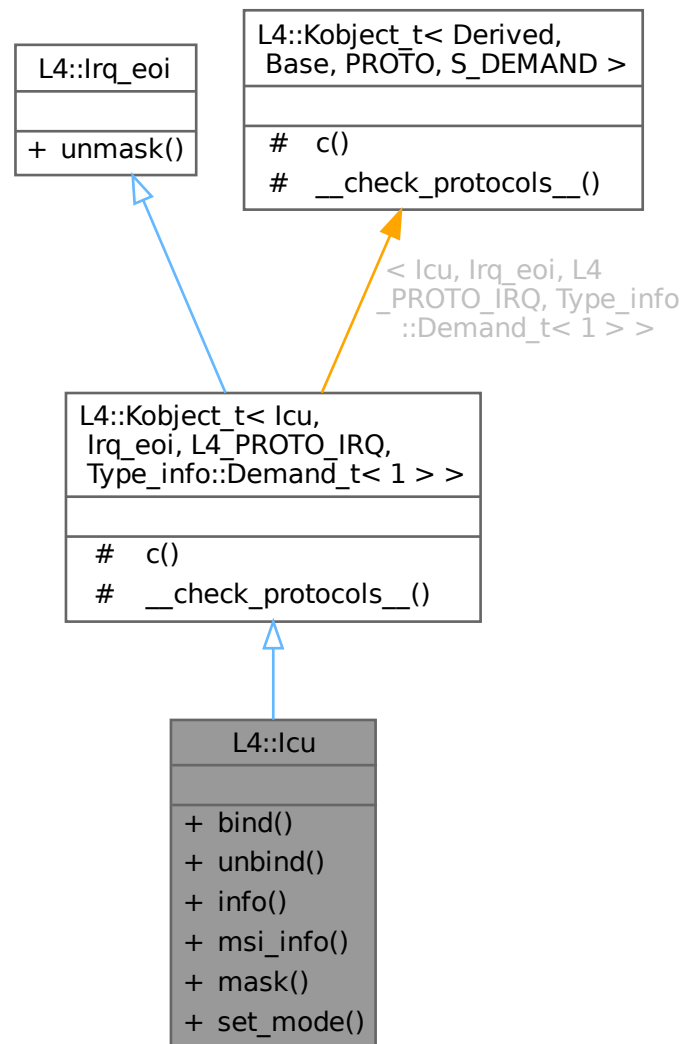 L4::Irq_eoi
+ unmask()
L4::Kobject_t< Derived,
Base, PROTO, S_DEMAND >
# c()
# __check_protocols__()
< Icu, Irq_eoi, L4
_PROTO_IRQ, Type_info
::Demand_t< 1 > >
L4::Kobject_t< Icu,
Irq_eoi, L4_PROTO_IRQ,
Type_info::Demand_t< 1 > >
# c()
# __check_protocols__()
L4::Icu
+ bind()
+ unbind()
+ info()
+ msi_info()
+ mask()
+ set_mode()